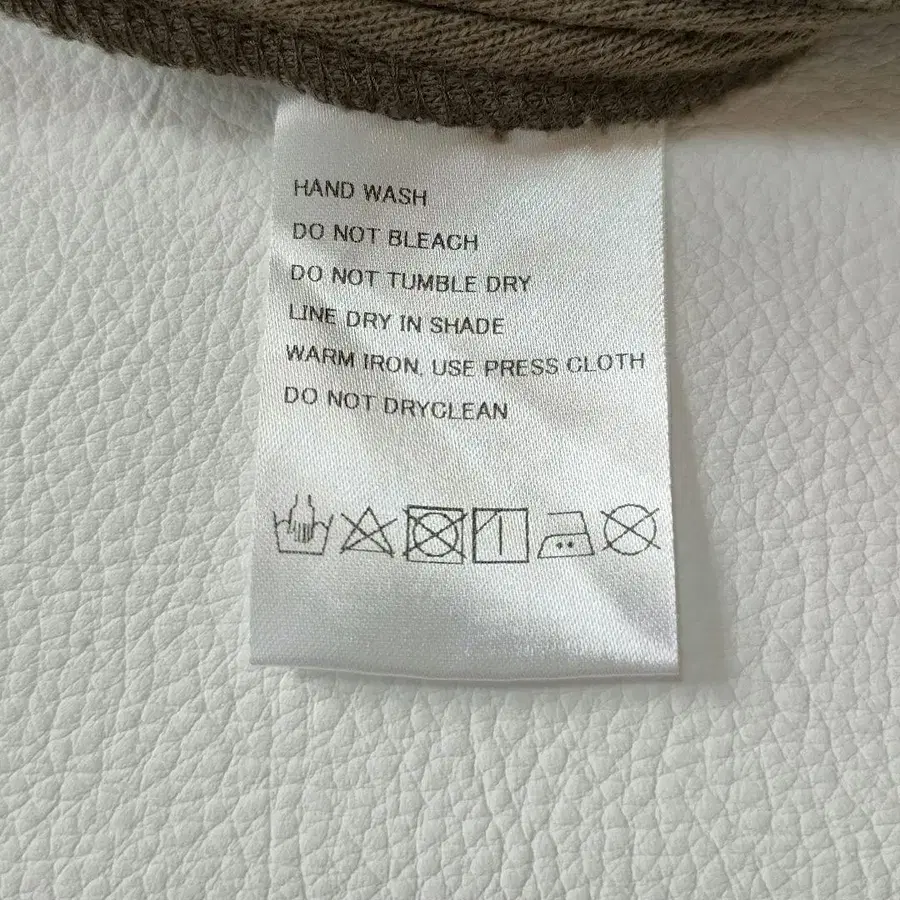 HAND WASH
DO NOT BLEACH
DO NOT TUMBLE DRY
LINE DRY IN SHADE
WARM IRON, USE PRESS CLOTH
DO NOT DRYCLEAN